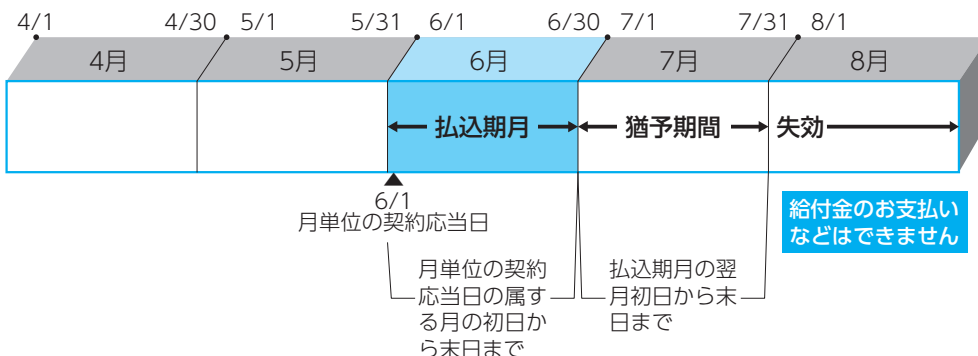 4/1 4/30 5/1 5/31 6/1 6/30 7/1 7/31 8/1
4月 5月 6月 7月 8月
払込期月 猶予期間 失効
6/1
月単位の契約応当日
給付金のお支払い
などはできません
月単位の契約
応当日の属す
る月の初日か
ら末日まで
払込期月の翌
月初日から末
日まで